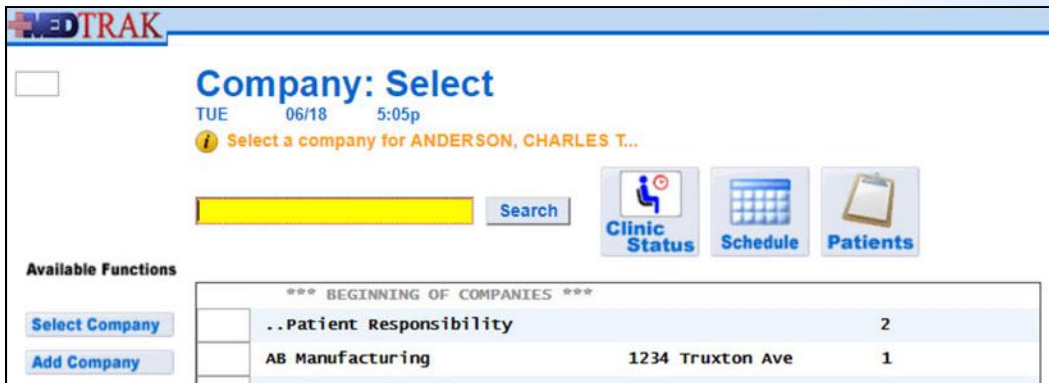 MEDTRAK
Company: Select
TUE 06/18 5:05p
i Select a company for ANDERSON, CHARLES T...
Search
Clinic
Status
Schedule
Patients
Available Functions
*** BEGINNING OF COMPANIES ***
Select Company
..Patient Responsibility 2
Add Company
AB Manufacturing 1234 Truxton Ave 1